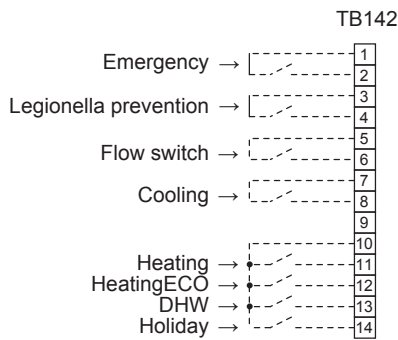 TB142
1
Emergency →
2
3
Legionella prevention →
4
5
Flow switch →
6
7
Cooling →
8
9
10
Heating → 11
HeatingECO → 12
DHW → 13
Holiday → 14